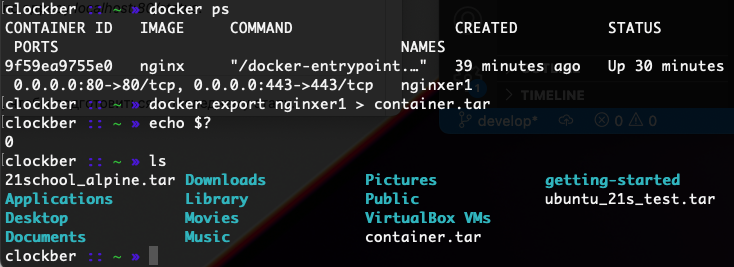 clockber :: ~ » docker ps
CONTAINER ID   IMAGE     COMMAND                  CREATED          STATUS
 PORTS                                      NAMES
9f59ea9755e0   nginx     "/docker-entrypoint.…"   39 minutes ago   Up 30 minutes
 0.0.0.0:80->80/tcp, 0.0.0.0:443->443/tcp   nginxer1
clockber :: ~ » docker export nginxer1 > container.tar
TIMELINE
clockber :: ~ » echo $?
develop*
0
0
0
clockber :: ~ » ls
21school_alpine.tar Downloads           Pictures            getting-started
Applications        Library             Public              ubuntu_21s_test.tar
Desktop             Movies              VirtualBox VMs
Documents           Music               container.tar
clockber :: ~ »